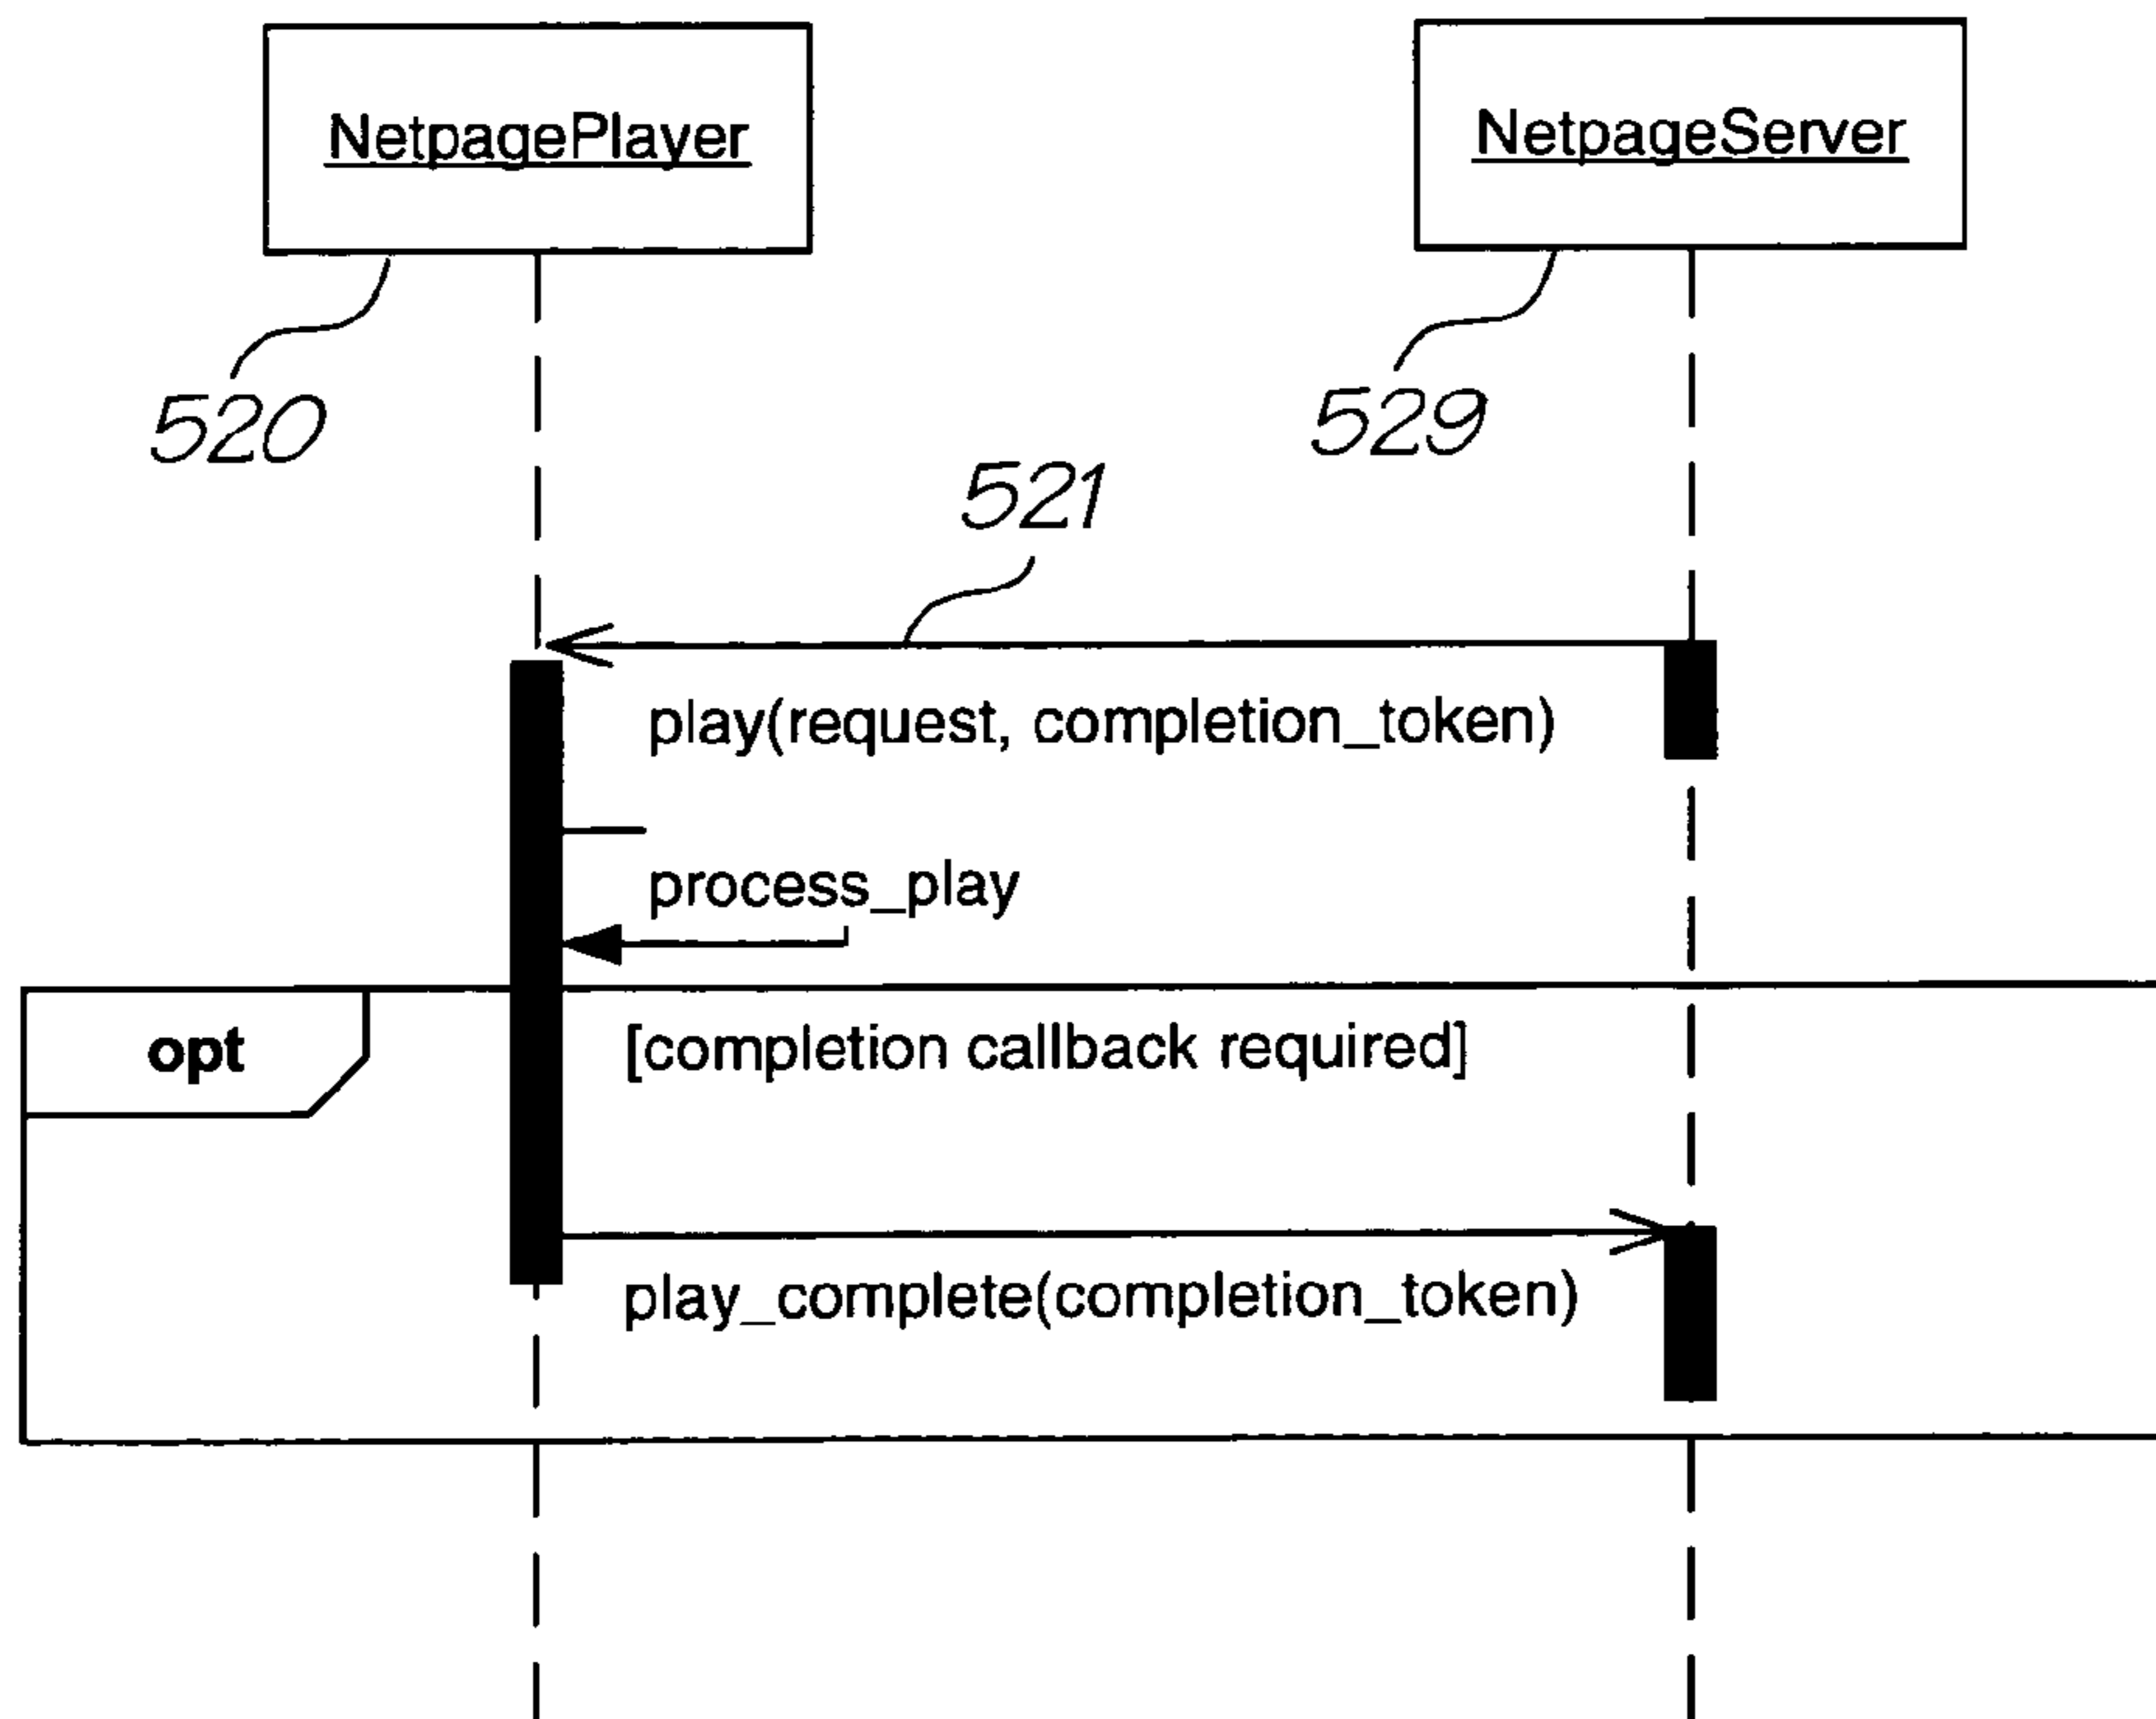 NetpagePlayer
NetpageServer
520
529
521
play(request, completion_token)
process_play
opt
[completion callback required]
play_complete(completion_token)